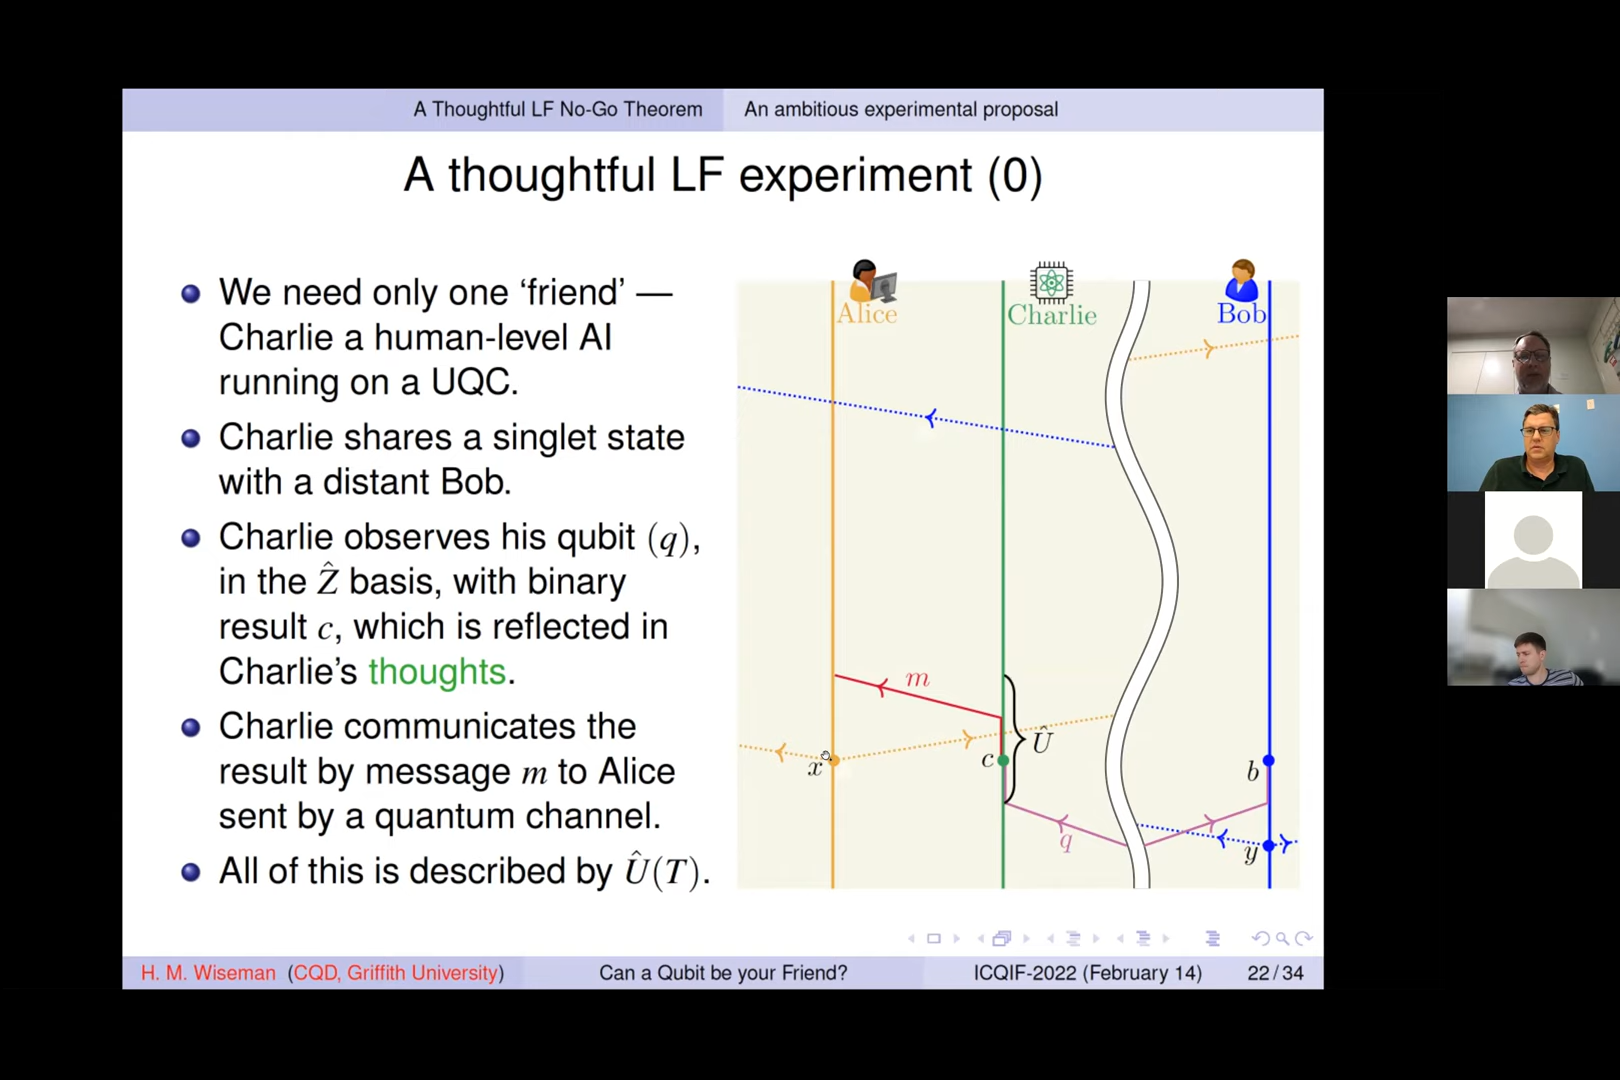 A Thoughtful LF No-Go Theorem An ambitious experimental proposal
A thoughtful LF experiment (0)
We need only one ‘friend’ —
Charlie a human-level AI
running on a UQC.
Charlie shares a singlet state
with a distant Bob.
Charlie observes his qubit (q),
in the Ẑ basis, with binary
result c, which is reflected in
Charlie’s thoughts.
Charlie communicates the
result by message m to Alice
sent by a quantum channel.
All of this is described by Û(T).
Alice Charlie Bob
m
x c Û b
q y
H. M. Wiseman (CQD, Griffith University) Can a Qubit be your Friend? ICQIF-2022 (February 14) 22 / 34